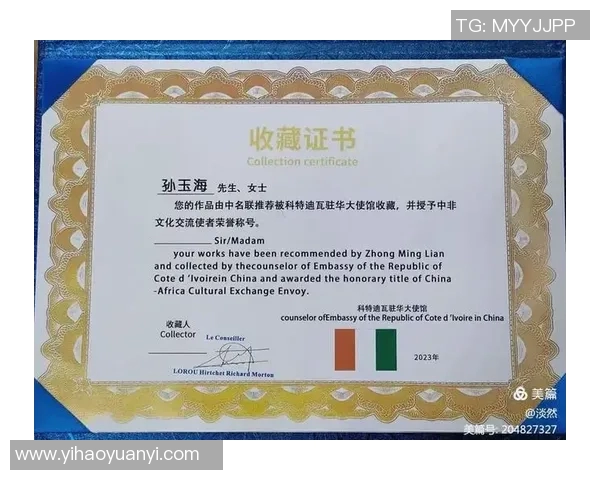 TG: MYYJJPP
收藏证书
Collection certificate
孙玉海 先生、女士
您的作品由中名联推荐被科特迪瓦驻华大使馆收藏，并授予中非
文化交流使者荣誉称号。
Sir/Madam
your works have been recommended by Zhong Ming Lian
and collected by thecounselor of Embassy of the Republic of
Cote d 'Ivoirein China and awarded the honorary title of China
-Africa Cultural Exchange Envoy.
科特迪瓦驻华大使馆
counselor ofEmbassy of the Republic of Cote d 'Ivoire in China
收藏人
Collector
Le Conseiller
LOROU Hirtchet Richard Morton
2023年
美篇
@淡然
美篇号: 204827327
www.yihaoyuanyi.com